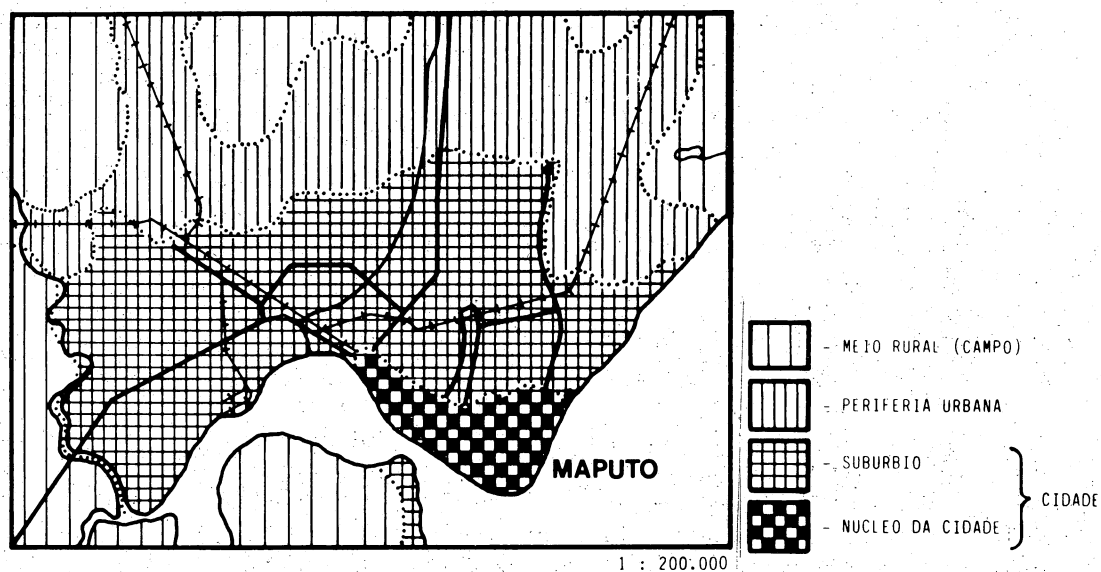 MAPUTO
1 : 200.000
- MEIO RURAL (CAMPO)
- PERIFERIA URBANA
- SUBURBIO
- NUCLEO DA CIDADE
CIDADE